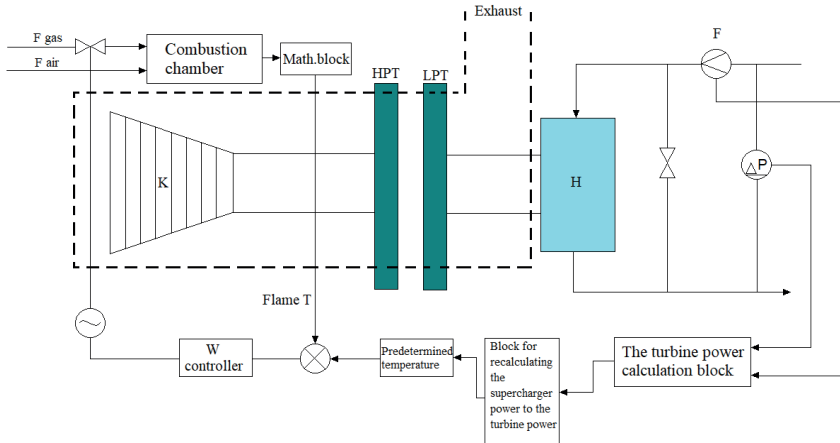 Exhaust
F gas
F air
Combustion
chamber
Math.block
HPT
LPT
F
K
H
ΔP
Flame T
W
controller
Predetermined
temperature
Block for
recalculating
the
supercharger
power to the
turbine power
The turbine power
calculation block